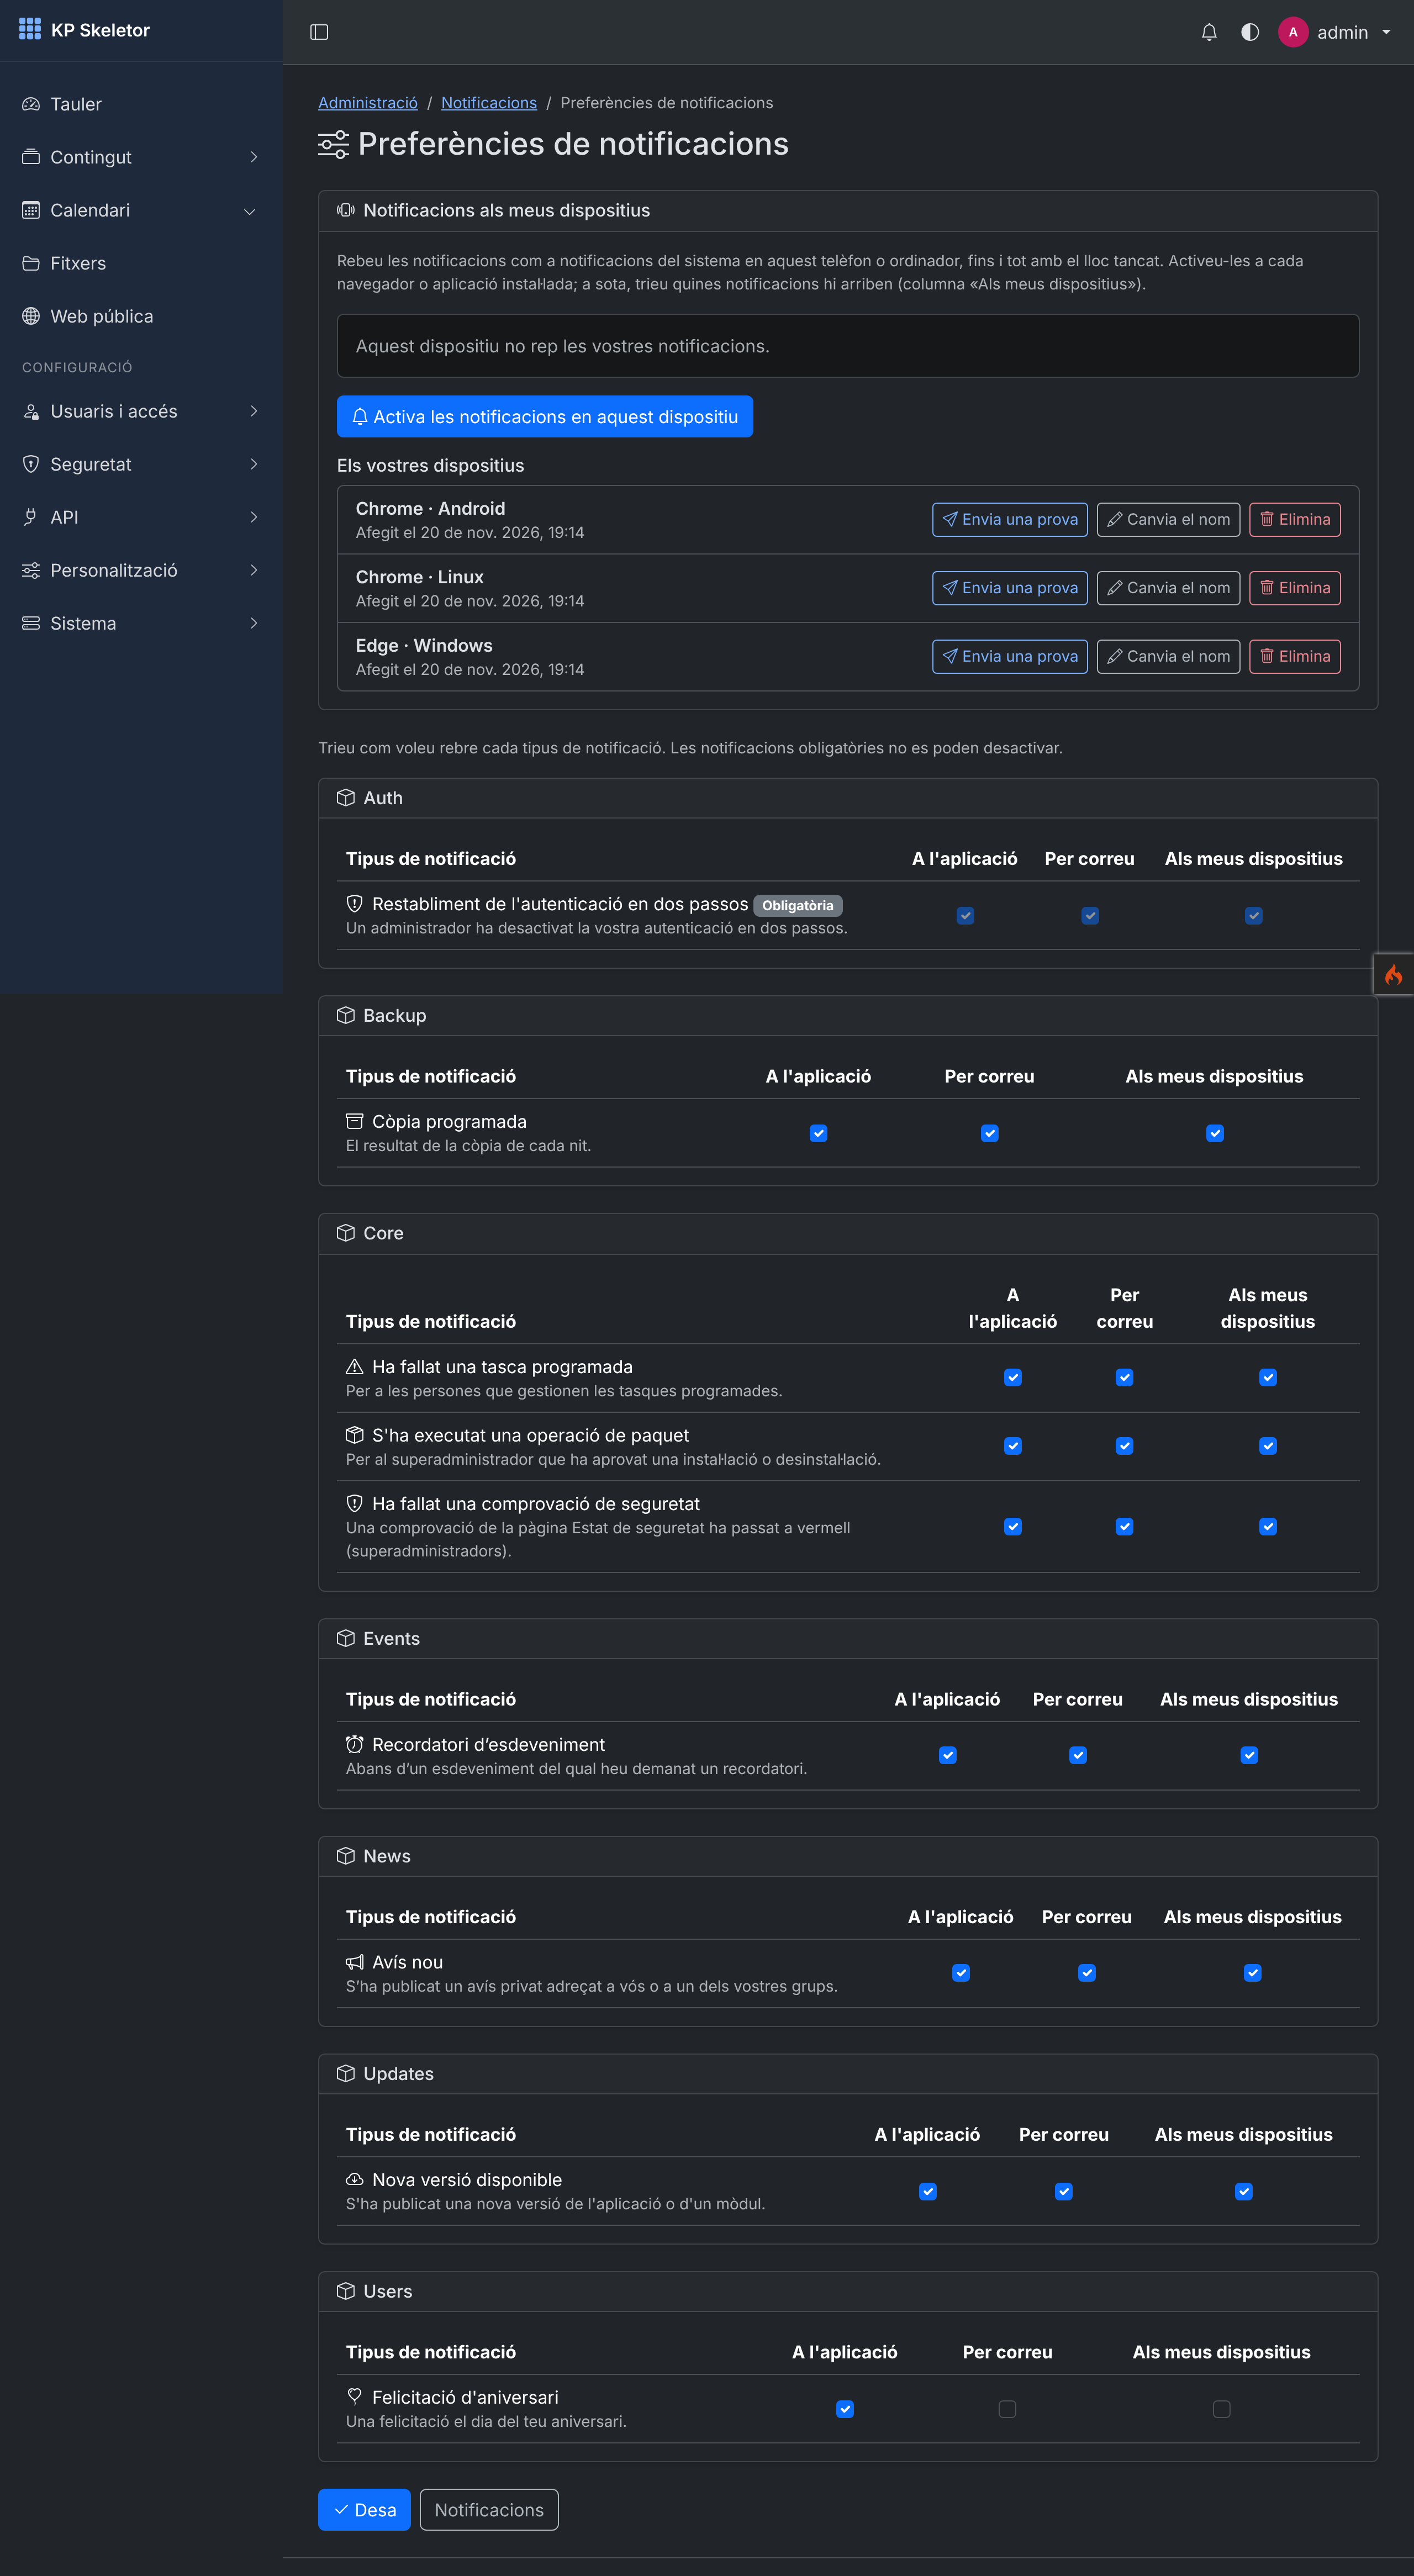 KP Skeletor
A
admin
Tauler
Contingut
Calendari
Fitxers
Web pública
CONFIGURACIÓ
Usuaris i accés
Seguretat
API
Personalització
Sistema
Administració / Notificacions / Preferències de notificacions
Preferències de notificacions
Notificacions als meus dispositius
Rebeu les notificacions com a notificacions del sistema en aquest telèfon o ordinador, fins i tot amb el lloc tancat. Activeu-les a cada
navegador o aplicació instal·lada; a sota, trieu quines notificacions hi arriben (columna «Als meus dispositius»).
Aquest dispositiu no rep les vostres notificacions.
Activa les notificacions en aquest dispositiu
Els vostres dispositius
Chrome · Android
Afegit el 20 de nov. 2026, 19:14
Envia una prova
Canvia el nom
Elimina
Chrome · Linux
Afegit el 20 de nov. 2026, 19:14
Envia una prova
Canvia el nom
Elimina
Edge · Windows
Afegit el 20 de nov. 2026, 19:14
Envia una prova
Canvia el nom
Elimina
Trieu com voleu rebre cada tipus de notificació. Les notificacions obligatòries no es poden desactivar.
Auth
Tipus de notificació A l'aplicació Per correu Als meus dispositius
Restabliment de l'autenticació en dos passos Obligatòria
Un administrador ha desactivat la vostra autenticació en dos passos.
Backup
Tipus de notificació A l'aplicació Per correu Als meus dispositius
Còpia programada
El resultat de la còpia de cada nit.
Core
Tipus de notificació A l'aplicació Per correu Als meus dispositius
Ha fallat una tasca programada
Per a les persones que gestionen les tasques programades.
S'ha executat una operació de paquet
Per al superadministrador que ha aprovat una instal·lació o desinstal·lació.
Ha fallat una comprovació de seguretat
Una comprovació de la pàgina Estat de seguretat ha passat a vermell
(superadministradors).
Events
Tipus de notificació A l'aplicació Per correu Als meus dispositius
Recordatori d’esdeveniment
Abans d’un esdeveniment del qual heu demanat un recordatori.
News
Tipus de notificació A l'aplicació Per correu Als meus dispositius
Avís nou
S’ha publicat un avís privat adreçat a vós o a un dels vostres grups.
Updates
Tipus de notificació A l'aplicació Per correu Als meus dispositius
Nova versió disponible
S'ha publicat una nova versió de l'aplicació o d'un mòdul.
Users
Tipus de notificació A l'aplicació Per correu Als meus dispositius
Felicitació d'aniversari
Una felicitació el dia del teu aniversari.
Desa
Notificacions